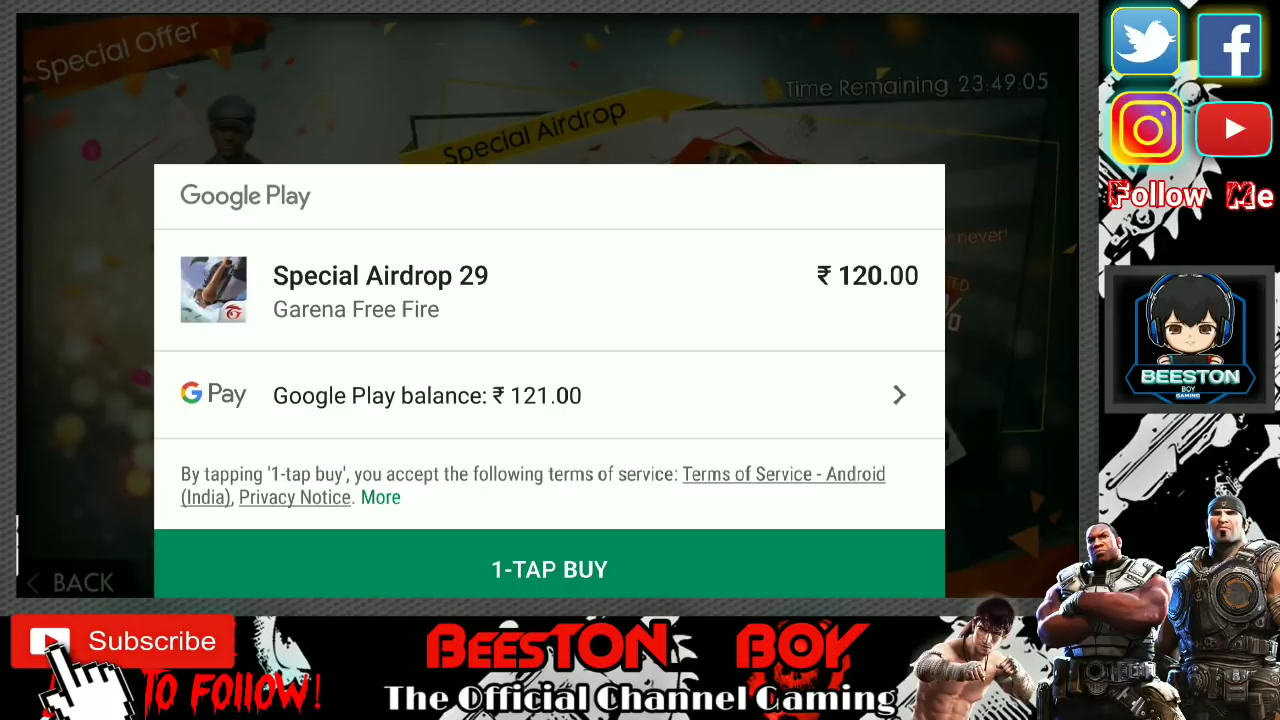 Special Offer
Time Remaining 23:49:05
Special Airdrop
never!
Google Play
Special Airdrop 29
₹ 120.00
Garena Free Fire
G Pay
Google Play balance: ₹ 121.00
By tapping '1-tap buy', you accept the following terms of service: Terms of Service - Android
(India), Privacy Notice. More
1-TAP BUY
BACK
Follow Me
BEESTON
BOY
GAMING
Subscribe
TO FOLLOW!
BEESTON BOY
The Official Channel Gaming